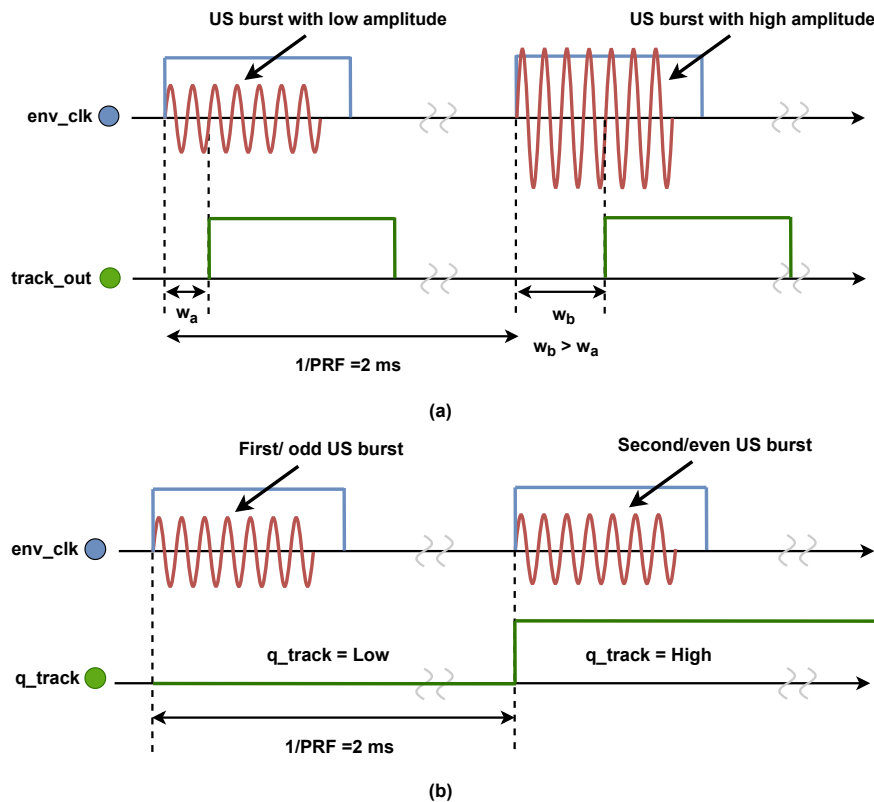 US burst with low amplitude
US burst with high amplitude
env_clk
track_out
wa
wb
wb > wa
1/PRF =2 ms
(a)
First/ odd US burst
Second/even US burst
env_clk
q_track = Low
q_track = High
q_track
1/PRF =2 ms
(b)